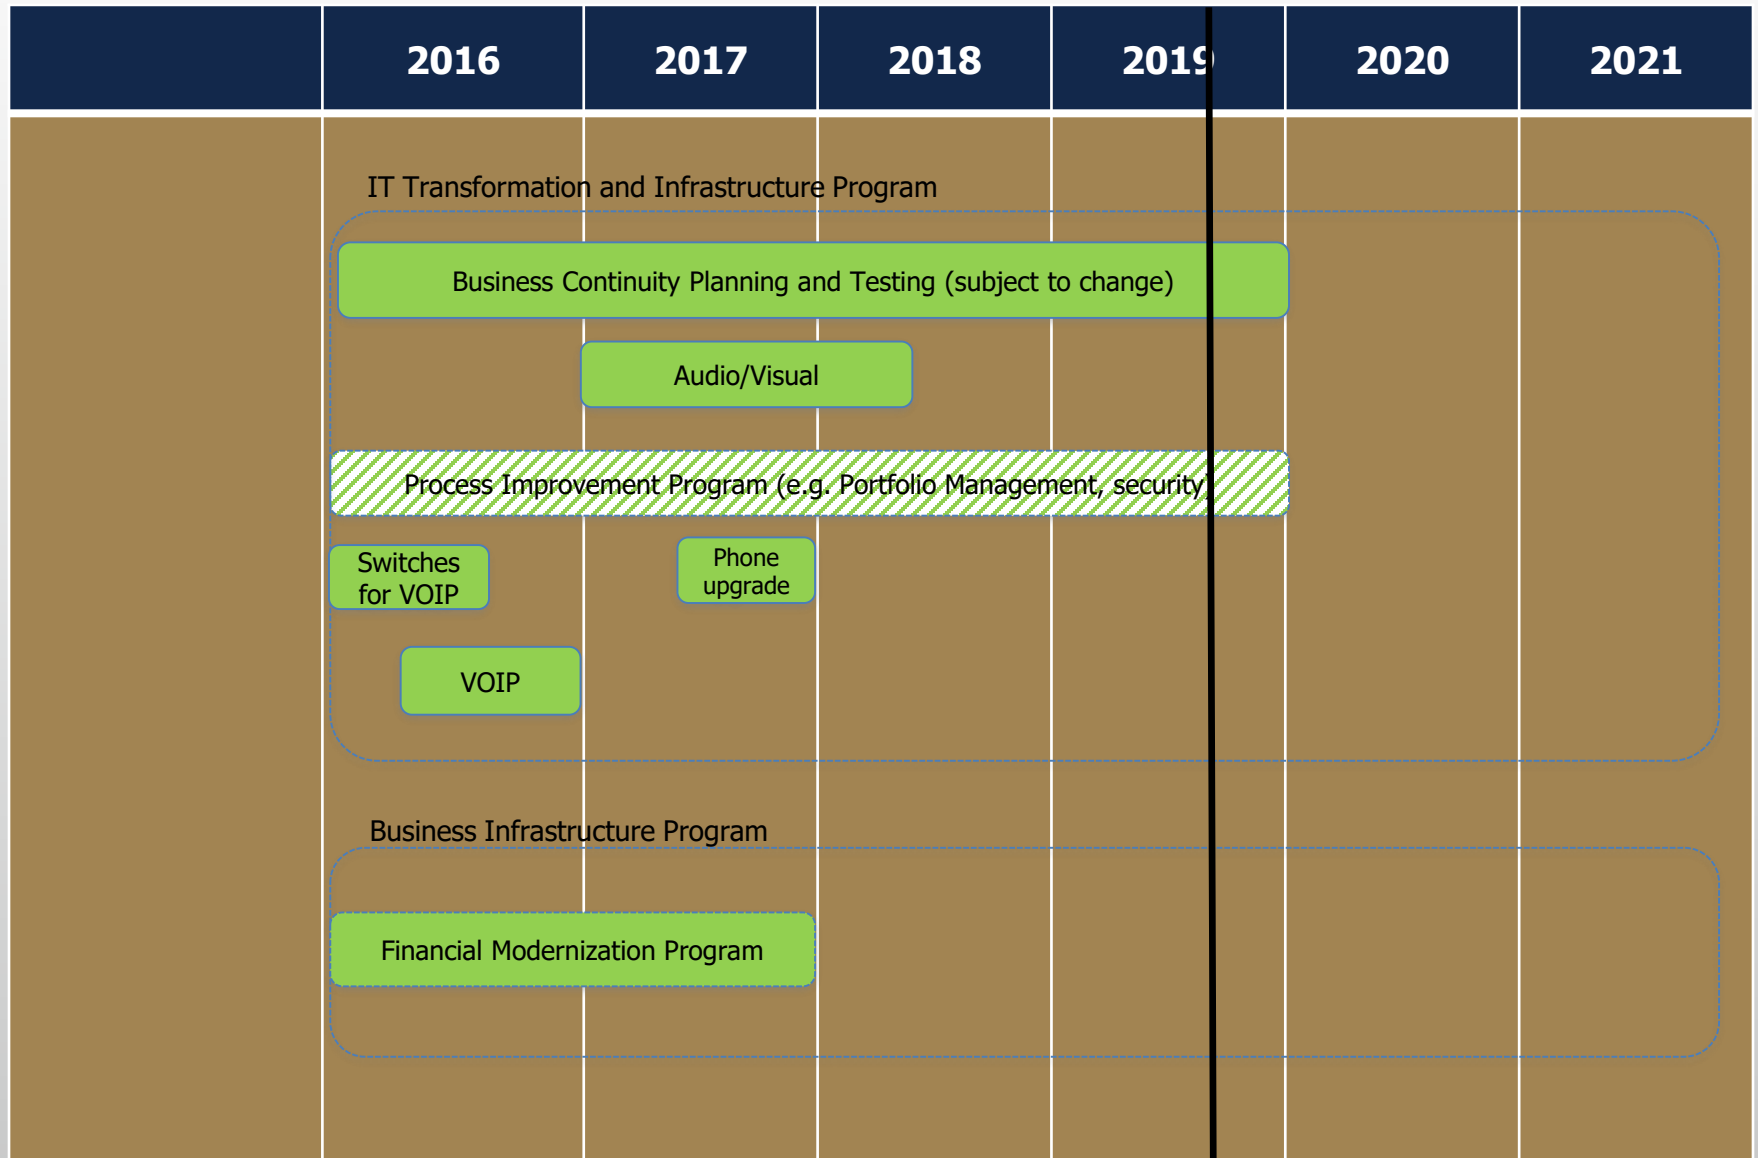 2016 2017 2018 2019 2020 2021
IT Transformation and Infrastructure Program
Business Continuity Planning and Testing (subject to change)
Audio/Visual
Process Improvement Program (e.g. Portfolio Management, security)
Switches
for VOIP
Phone
upgrade
VOIP
Business Infrastructure Program
Financial Modernization Program